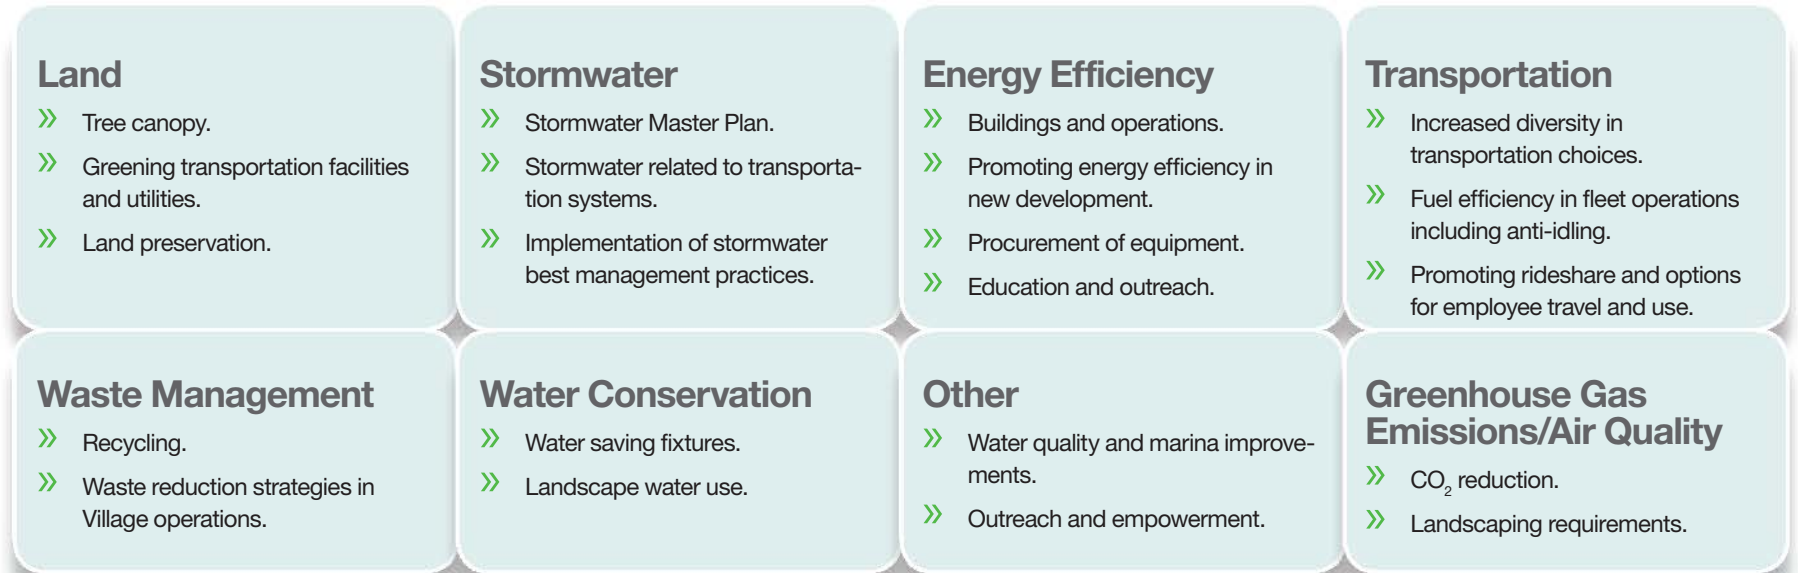 Land
» Tree canopy.
» Greening transportation facilities
and utilities.
» Land preservation.
Stormwater
» Stormwater Master Plan.
» Stormwater related to transporta-
tion systems.
» Implementation of stormwater
best management practices.
Energy Efficiency
» Buildings and operations.
» Promoting energy efficiency in
new development.
» Procurement of equipment.
» Education and outreach.
Transportation
» Increased diversity in
transportation choices.
» Fuel efficiency in fleet operations
including anti-idling.
» Promoting rideshare and options
for employee travel and use.
Waste Management
» Recycling.
» Waste reduction strategies in
Village operations.
Water Conservation
» Water saving fixtures.
» Landscape water use.
Other
» Water quality and marina improve-
ments.
» Outreach and empowerment.
Greenhouse Gas
Emissions/Air Quality
» CO₂ reduction.
» Landscaping requirements.